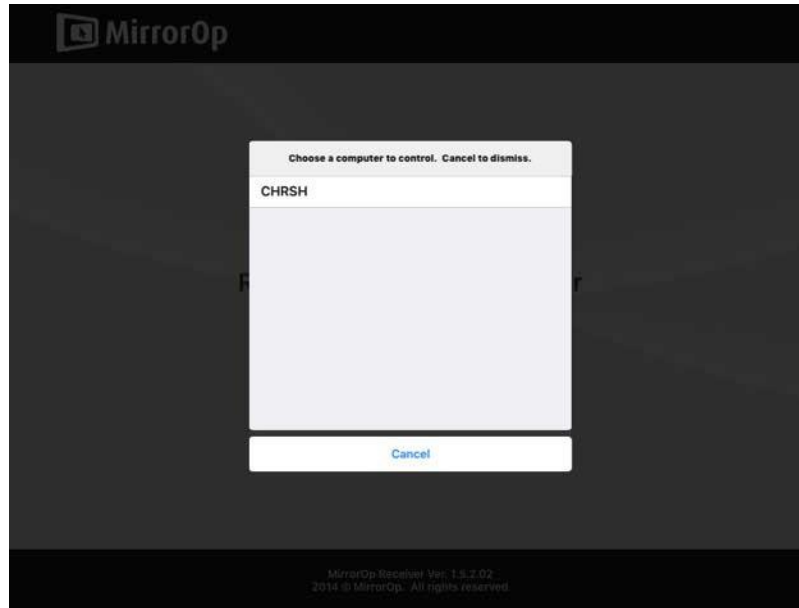 MirrorOp
Choose a computer to control. Cancel to dismiss.
CHRSH
Cancel
MirrorOp Receiver Ver. 1.5.2.02
2014 © MirrorOp. All rights reserved